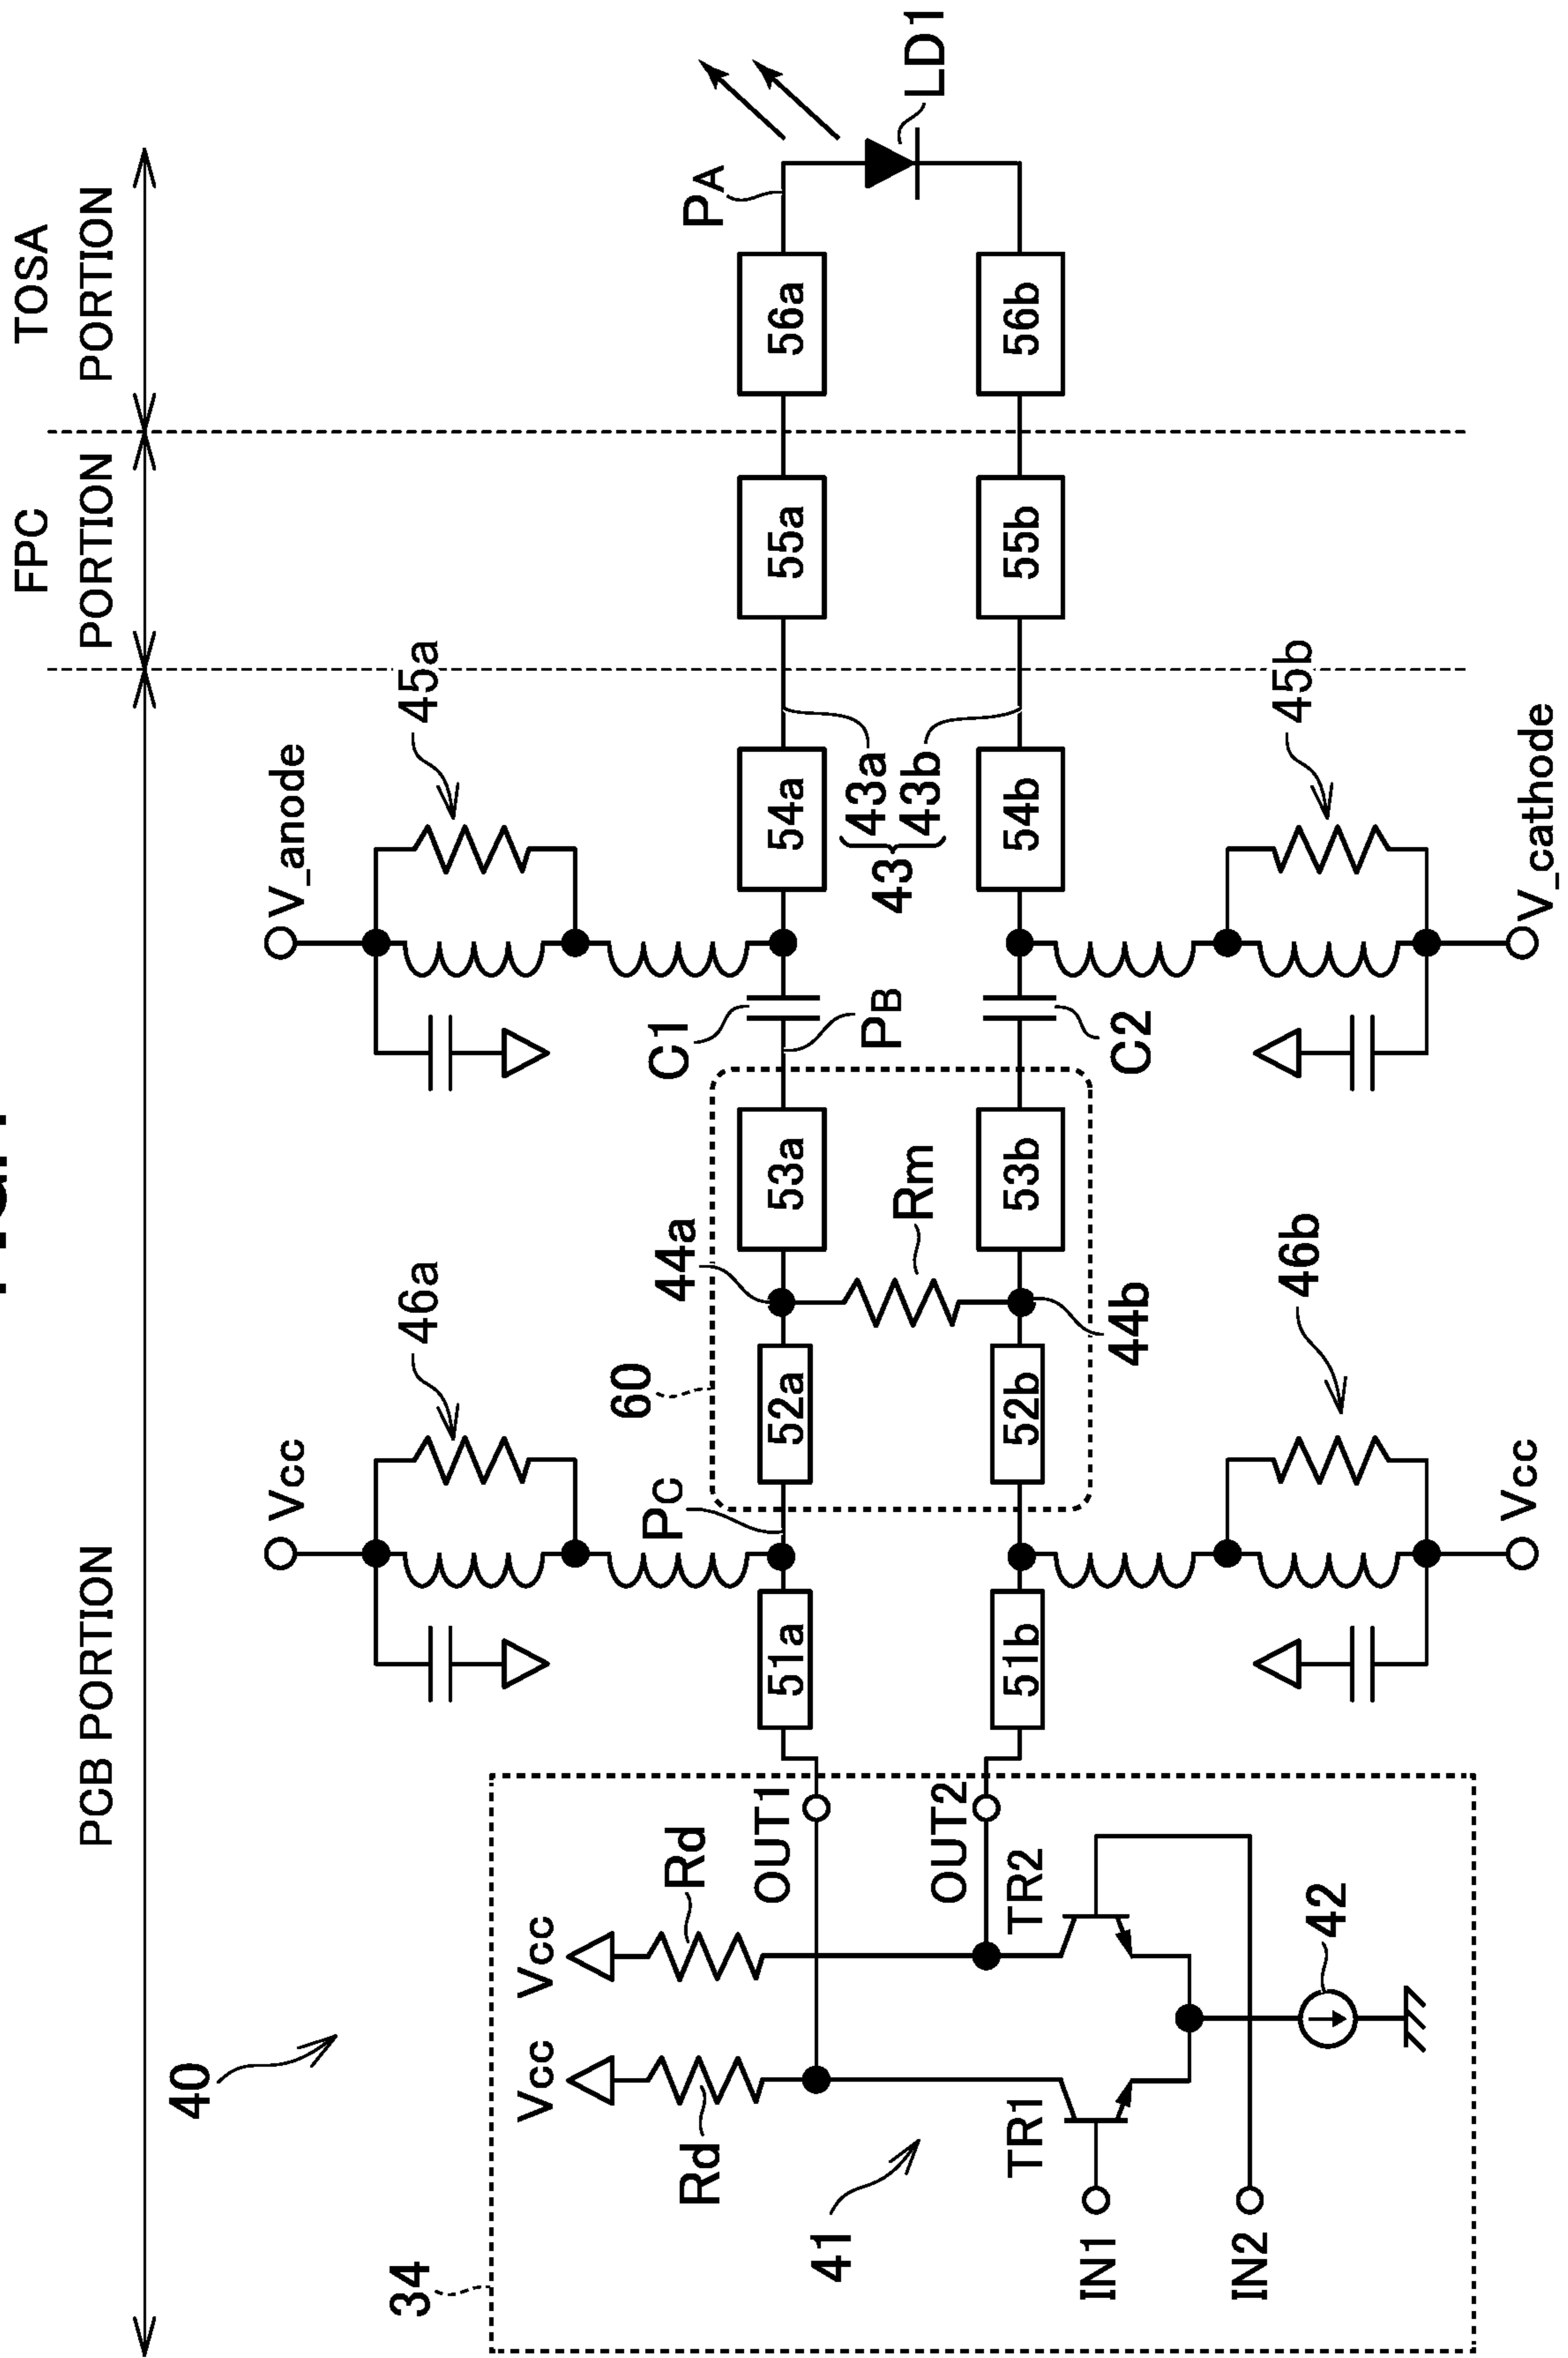 PCB PORTION
FPC
PORTION
TOSA
PORTION
40
34
41
IN1
IN2
Vcc
Vcc
Rd
Rd
TR1
TR2
42
OUT1
OUT2
Vcc
46a
51a
PC
52a
60
44a
53a
C1
PB
V_anode
45a
54a
43
43a
43b
55a
56a
PA
LD1
51b
52b
Rm
44b
53b
C2
54b
55b
56b
46b
Vcc
45b
V_cathode